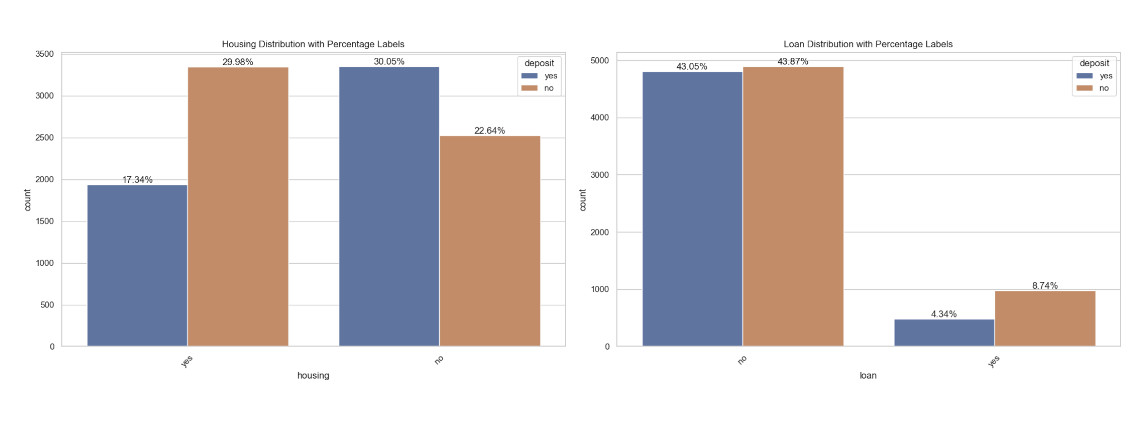 Housing Distribution with Percentage Labels
3500
3000
2500
2000
1500
1000
500
0
count
17.34%
29.98%
30.05%
22.64%
deposit
yes
no
yes
no
housing
Loan Distribution with Percentage Labels
5000
4000
3000
2000
1000
0
count
43.05%
43.87%
4.34%
8.74%
deposit
yes
no
no
yes
loan